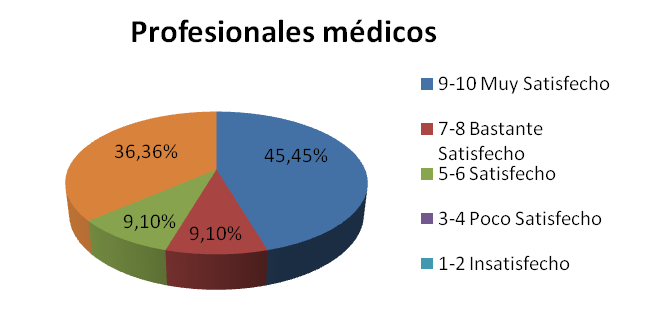 Profesionales médicos
9-10 Muy Satisfecho
7-8 Bastante
Satisfecho
5-6 Satisfecho
3-4 Poco Satisfecho
1-2 Insatisfecho
36,36%
45,45%
9,10%
9,10%